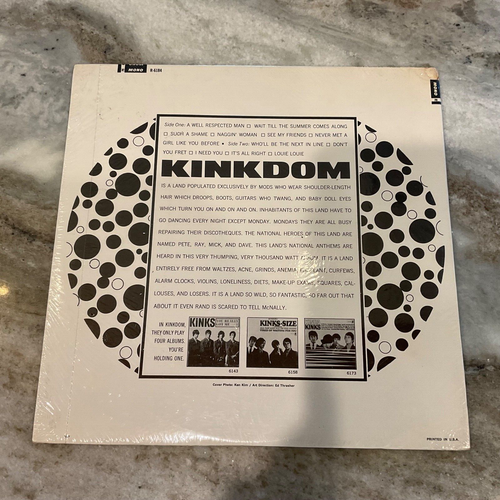 MONO
R-6184
MONO
Side One: A WELL RESPECTED MAN □ WAIT TILL THE SUMMER COMES ALONG
□ SUCH A SHAME □ NAGGIN' WOMAN □ SEE MY FRIENDS □ NEVER MET A
GIRL LIKE YOU BEFORE • Side Two: WHO'LL BE THE NEXT IN LINE □ DON'T
YOU FRET □ I NEED YOU □ IT'S ALL RIGHT □ LOUIE LOUIE
KINKDOM
IS A LAND POPULATED EXCLUSIVELY BY MODS WHO WEAR SHOULDER-LENGTH
HAIR WHICH DROOPS, BOOTS, GUITARS WHO TWANG, AND BABY DOLL EYES
WHICH TURN YOU ON AND ON AND ON. INHABITANTS OF THIS LAND HAVE TO
GO DANCING EVERY NIGHT EXCEPT MONDAY. MONDAYS THEY ARE ALL BUSY
REPAIRING THEIR DISCOTHEQUES. THE NATIONAL HEROES OF THIS LAND ARE
NAMED PETE, RAY, MICK, AND DAVE. THIS LAND'S NATIONAL ANTHEMS ARE
HEARD IN THIS VERY THUMPING, VERY THOUSAND WATT IT IS A LAND
ENTIRELY FREE FROM WALTZES, ACNE, GRINDS, ANEMIA, CURFEWS,
ALARM CLOCKS, VIOLINS, LONELINESS, DIETS, MAKE-UP EXAMS, SQUARES, CAL-
LOUSES, AND LOSERS. IT IS A LAND SO WILD, SO FANTASTIC, SO FAR OUT THAT
ABOUT IT EVEN RAND IS SCARED TO TELL McNALLY.
IN KINKDOM,
THEY ONLY PLAY
FOUR ALBUMS.
YOU'RE
HOLDING ONE.
KINKS
6143
KINKS-SIZE
6158
KINKS
6173
Cover Photo: Ken Kim / Art Direction: Ed Thrasher
PRINTED IN U.S.A.